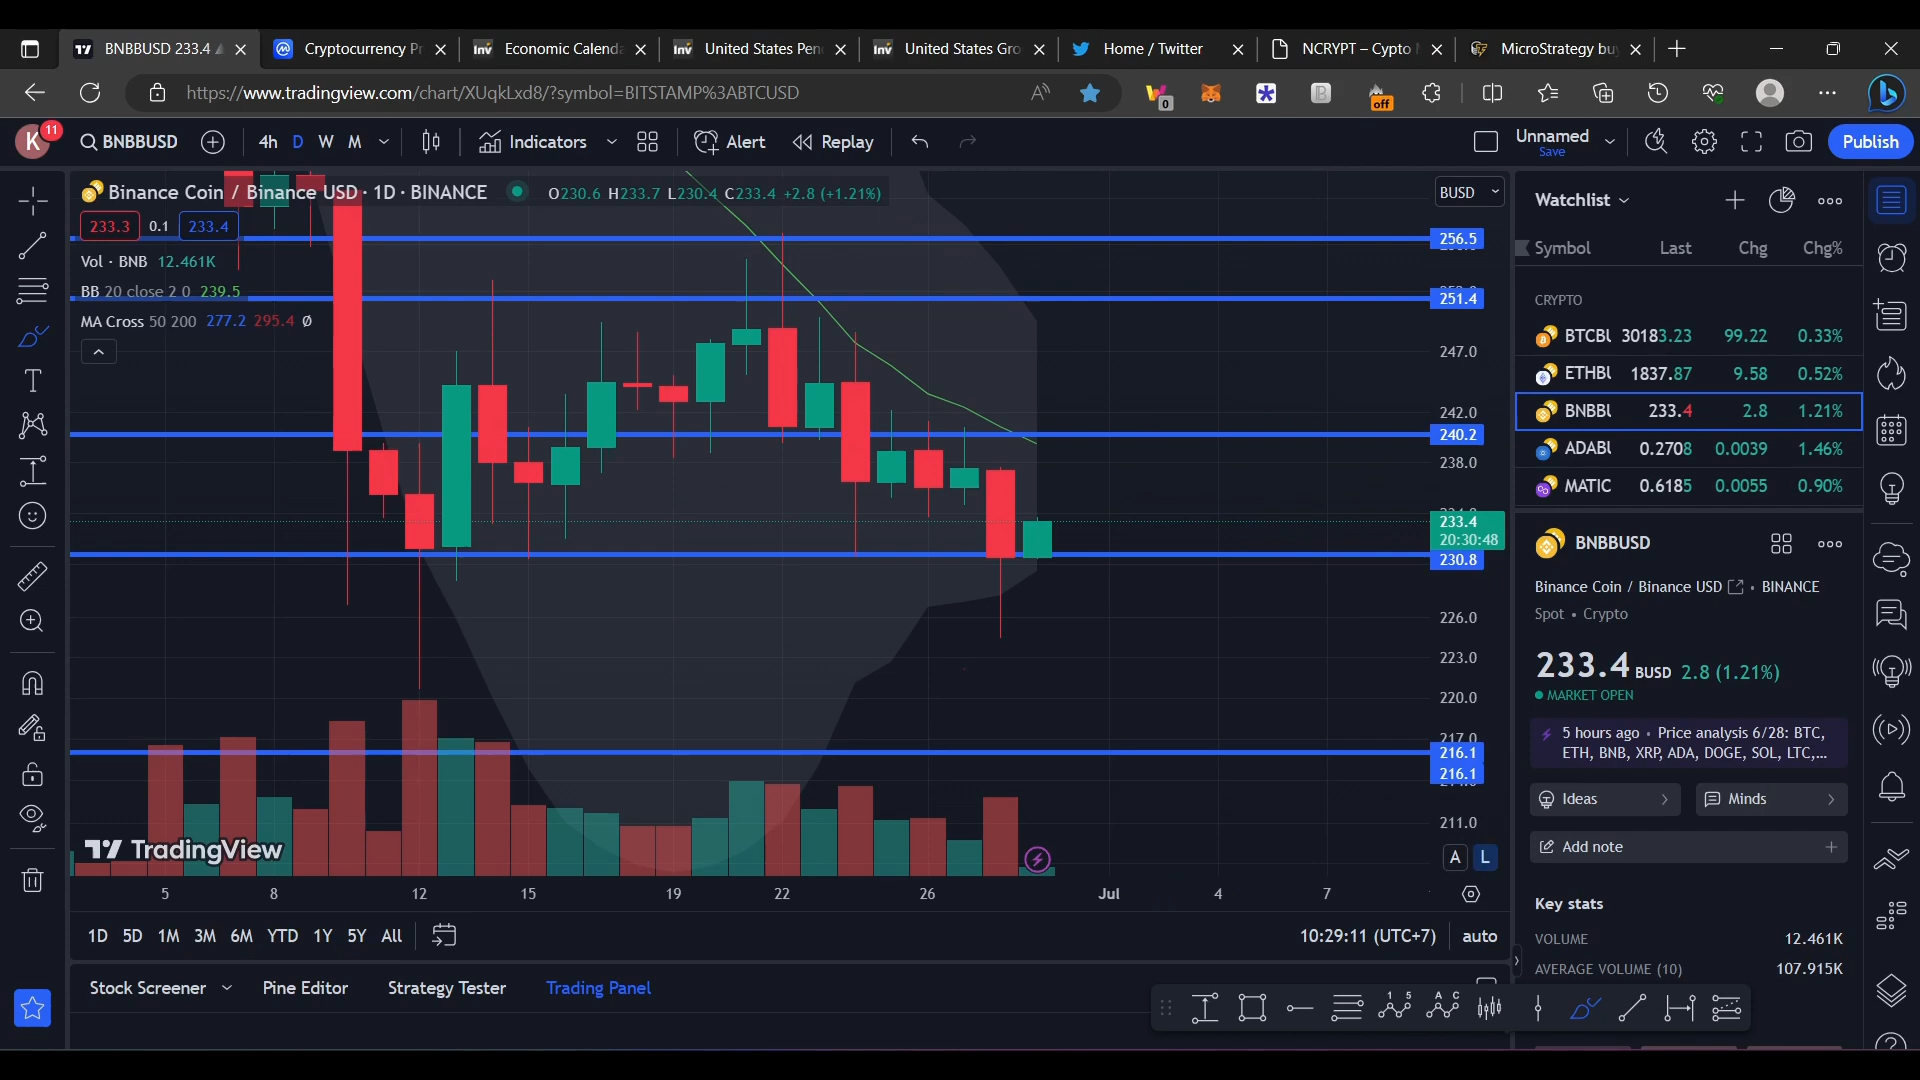 BNBBUSD 233.4
Cryptocurrency Pr
Economic Calenda
United States Pen
United States Gro
Home / Twitter
NCRYPT – Cypto
MicroStrategy bu
https://www.tradingview.com/chart/XUqkLxd8/?symbol=BITSTAMP%3ABTCUSD
0
off
K 11 BNBBUSD 4h D W M Indicators Alert Replay
Unnamed
Save
Publish
Binance Coin / Binance USD · 1D · BINANCE O230.6 H233.7 L230.4 C233.4 +2.8 (+1.21%)
233.3 0.1 233.4
Vol · BNB 12.461K
BB 20 close 2 0 239.5
MA Cross 50 200 277.2 295.4 Ø
BUSD
256.5
251.4
247.0
242.0
240.2
238.0
233.4
20:30:48
230.8
226.0
223.0
220.0
217.0
216.1
216.1
211.0
A L
TradingView
5 8 12 15 19 22 26 Jul 4 7
1D 5D 1M 3M 6M YTD 1Y 5Y All
10:29:11 (UTC+7) auto
Stock Screener Pine Editor Strategy Tester Trading Panel
Watchlist
Symbol Last Chg Chg%
CRYPTO
BTCBU 30183.23 99.22 0.33%
ETHBU 1837.87 9.58 0.52%
BNBBU 233.4 2.8 1.21%
ADABU 0.2708 0.0039 1.46%
MATIC 0.6185 0.0055 0.90%
BNBBUSD
Binance Coin / Binance USD • BINANCE
Spot • Crypto
233.4 BUSD 2.8 (1.21%)
MARKET OPEN
5 hours ago • Price analysis 6/28: BTC,
ETH, BNB, XRP, ADA, DOGE, SOL, LTC,...
Ideas
Minds
Add note
Key stats
VOLUME 12.461K
AVERAGE VOLUME (10) 107.915K